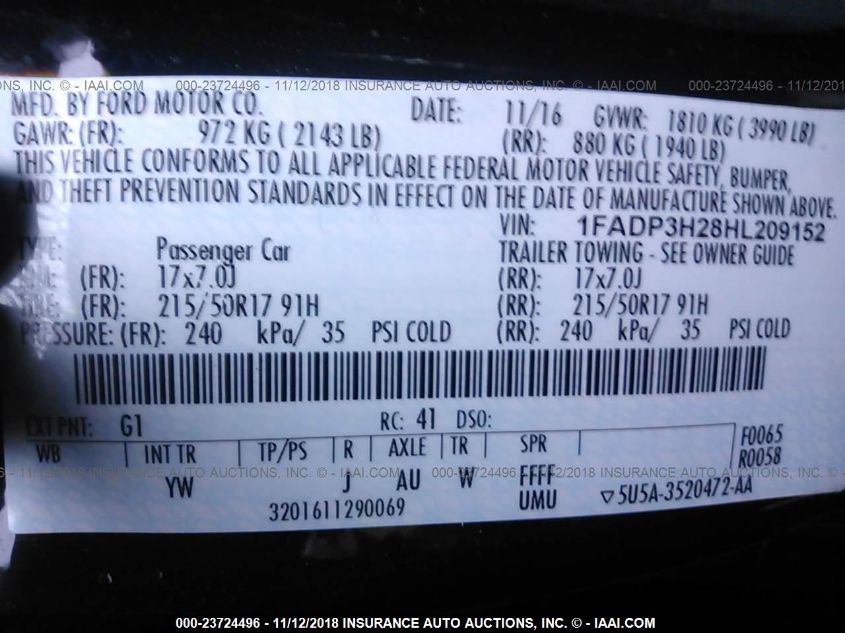 000-23724496 - 11/12/2018 INSURANCE AUTO AUCTIONS, INC. © - IAAI.COM
MFD. BY FORD MOTOR CO. DATE: 11/16 GVWR: 1810 KG ( 3990 LB)
GAWR: (FR): 972 KG ( 2143 LB) (RR): 880 KG ( 1940 LB)
THIS VEHICLE CONFORMS TO ALL APPLICABLE FEDERAL MOTOR VEHICLE SAFETY, BUMPER,
AND THEFT PREVENTION STANDARDS IN EFFECT ON THE DATE OF MANUFACTURE SHOWN ABOVE.
VIN: 1FADP3H28HL209152
TYPE: Passenger Car TRAILER TOWING - SEE OWNER GUIDE
(FR): 17x7.0J (RR): 17x7.0J
(FR): 215/50R17 91H (RR): 215/50R17 91H
PRESSURE: (FR): 240 kPa/ 35 PSI COLD (RR): 240 kPa/ 35 PSI COLD
EXT PNT: G1 RC: 41 DSO:
WB INT TR TP/PS R AXLE TR SPR F0065
R0058
YW J AU W FFFF
UMU
3201611290069 ▽5U5A-3520472-AA
000-23724496 - 11/12/2018 INSURANCE AUTO AUCTIONS, INC. © - IAAI.COM